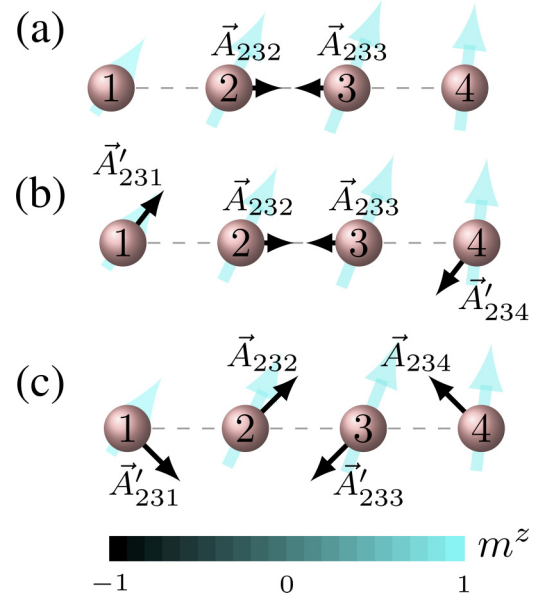 (a)
A⃗₂₃₂ A⃗₂₃₃
1 2 3 4
(b)
A⃗′₂₃₁ A⃗₂₃₂ A⃗₂₃₃
1 2 3 4
A⃗′₂₃₄
(c)
A⃗₂₃₂ A⃗₂₃₄
1 2 3 4
A⃗′₂₃₁ A⃗′₂₃₃
mᶻ
−1 0 1